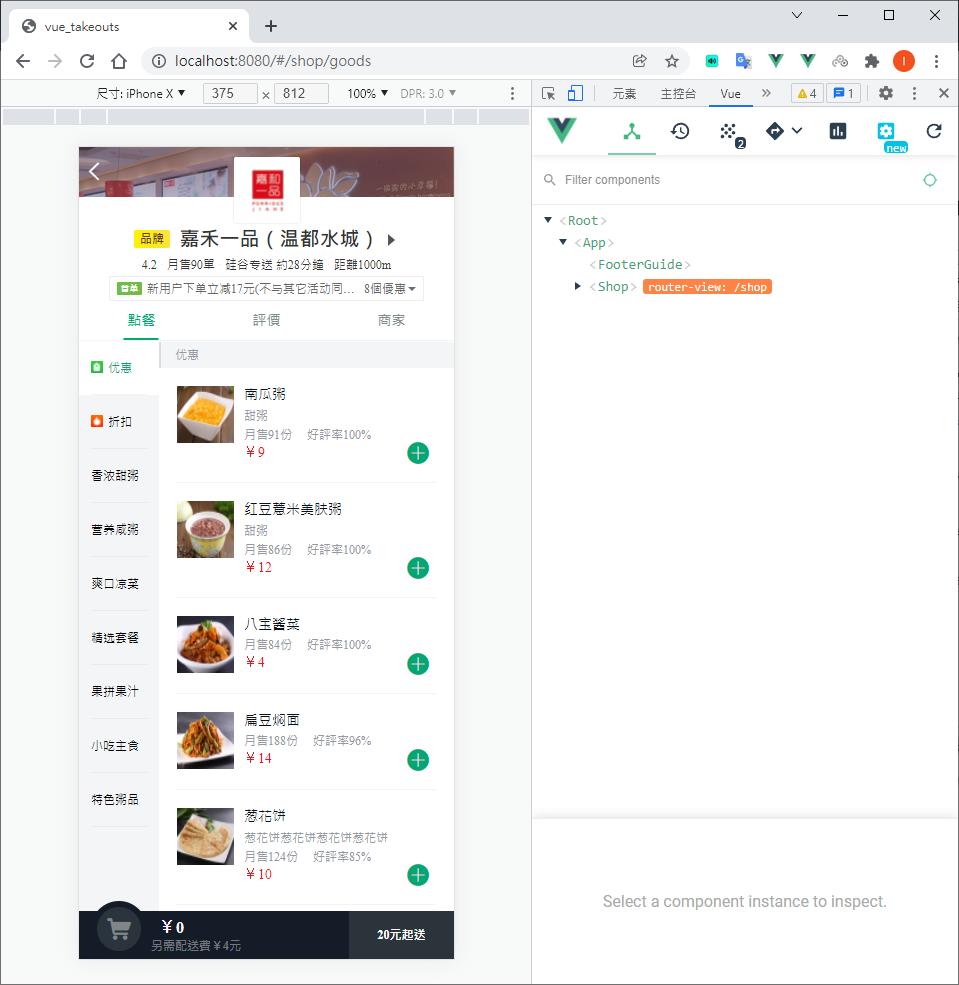 vue_takeouts
localhost:8080/#/shop/goods
尺寸: iPhone X ▼ 375 × 812 100% ▼ DPR: 3.0 ▼
元素 主控台 Vue » 4 1
2 new
Filter components
<Root>
<App>
<FooterGuide>
<Shop> router-view: /shop
Select a component instance to inspect.
嘉和
一品
品牌 嘉禾一品（温都水城）
4.2 月售90單 硅谷专送 約28分鐘 距離1000m
首單 新用户下单立减17元(不与其它活动同… 8個優惠
點餐 評價 商家
优惠
折扣
香浓甜粥
营养咸粥
爽口凉菜
精选套餐
果拼果汁
小吃主食
特色粥品
优惠
南瓜粥
甜粥
月售91份 好評率100%
￥9
红豆薏米美肤粥
甜粥
月售86份 好評率100%
￥12
八宝酱菜
月售84份 好評率100%
￥4
扁豆焖面
月售188份 好評率96%
￥14
葱花饼
葱花饼葱花饼葱花饼葱花饼
月售124份 好評率85%
￥10
￥0
另需配送費￥4元
20元起送